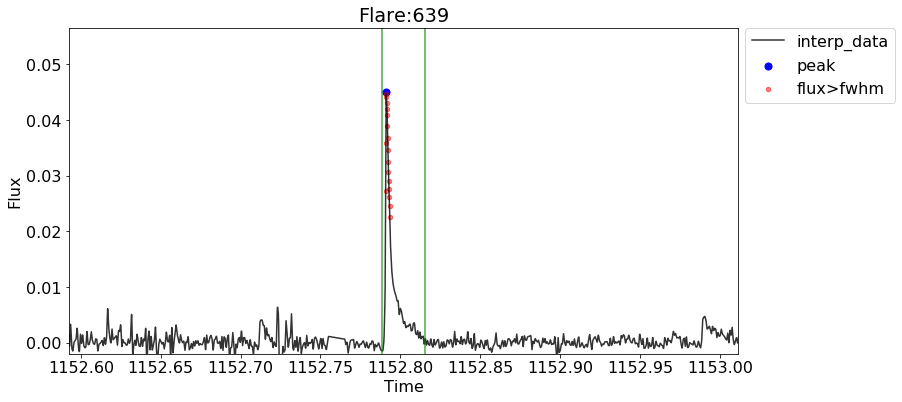 Flare:639
interp_data
peak
flux>fwhm
0.05
0.04
0.03
0.02
0.01
0.00
Flux
1152.60
1152.65
1152.70
1152.75
1152.80
1152.85
1152.90
1152.95
1153.00
Time